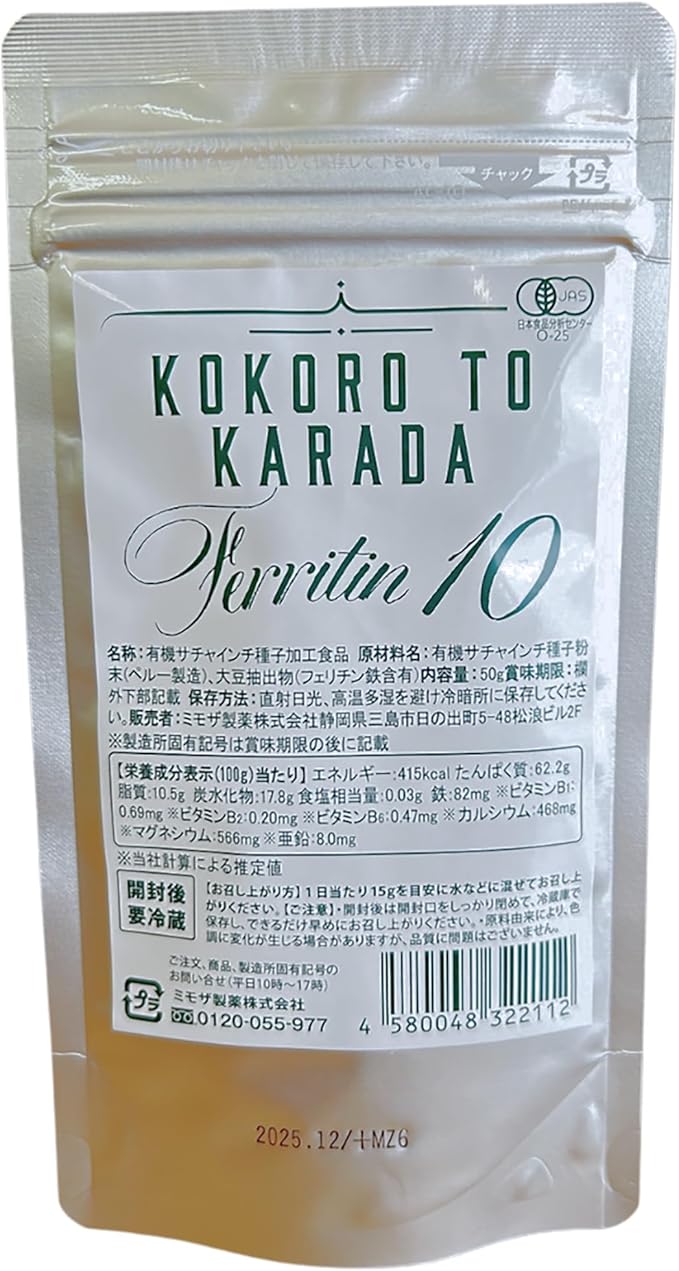 チャック
プラ
JAS
日本食品分析センター
O-25
KOKORO TO
KARADA
Ferritin 10
名称：有機サチャインチ種子加工食品 原材料名：有機サチャインチ種子粉
末（ペルー製造）、大豆抽出物（フェリチン鉄含有）内容量：50g賞味期限：欄
外下部記載 保存方法：直射日光、高温多湿を避け冷暗所に保存してくださ
い。販売者：ミモザ製薬株式会社静岡県三島市日の出町5-48松浪ビル2F
※製造所固有記号は賞味期限の後に記載
【栄養成分表示(100g)当たり】エネルギー：415kcal たんぱく質：62.2g
脂質：10.5g 炭水化物：17.8g 食塩相当量：0.03g 鉄：82mg ※ビタミンB1：
0.69mg ※ビタミンB2：0.20mg ※ビタミンB6：0.47mg ※カルシウム：468mg
※マグネシウム：566mg ※亜鉛：8.0mg
※当社計算による推定値
開封後
要冷蔵
【お召し上がり方】1日当たり15gを目安に水などに混ぜてお召し上
がりください。【ご注意】・開封後は開封口をしっかり閉めて、冷蔵庫で
保存し、できるだけ早めにお召し上がりください。・原料由来により、色
調に変化が生じる場合がありますが、品質に問題はございません。
ご注文、商品、製造所固有記号の
お問い合せ（平日10時～17時）
ミモザ製薬株式会社
0120-055-977
プラ
4 580048 322112
2025.12/+MZ6